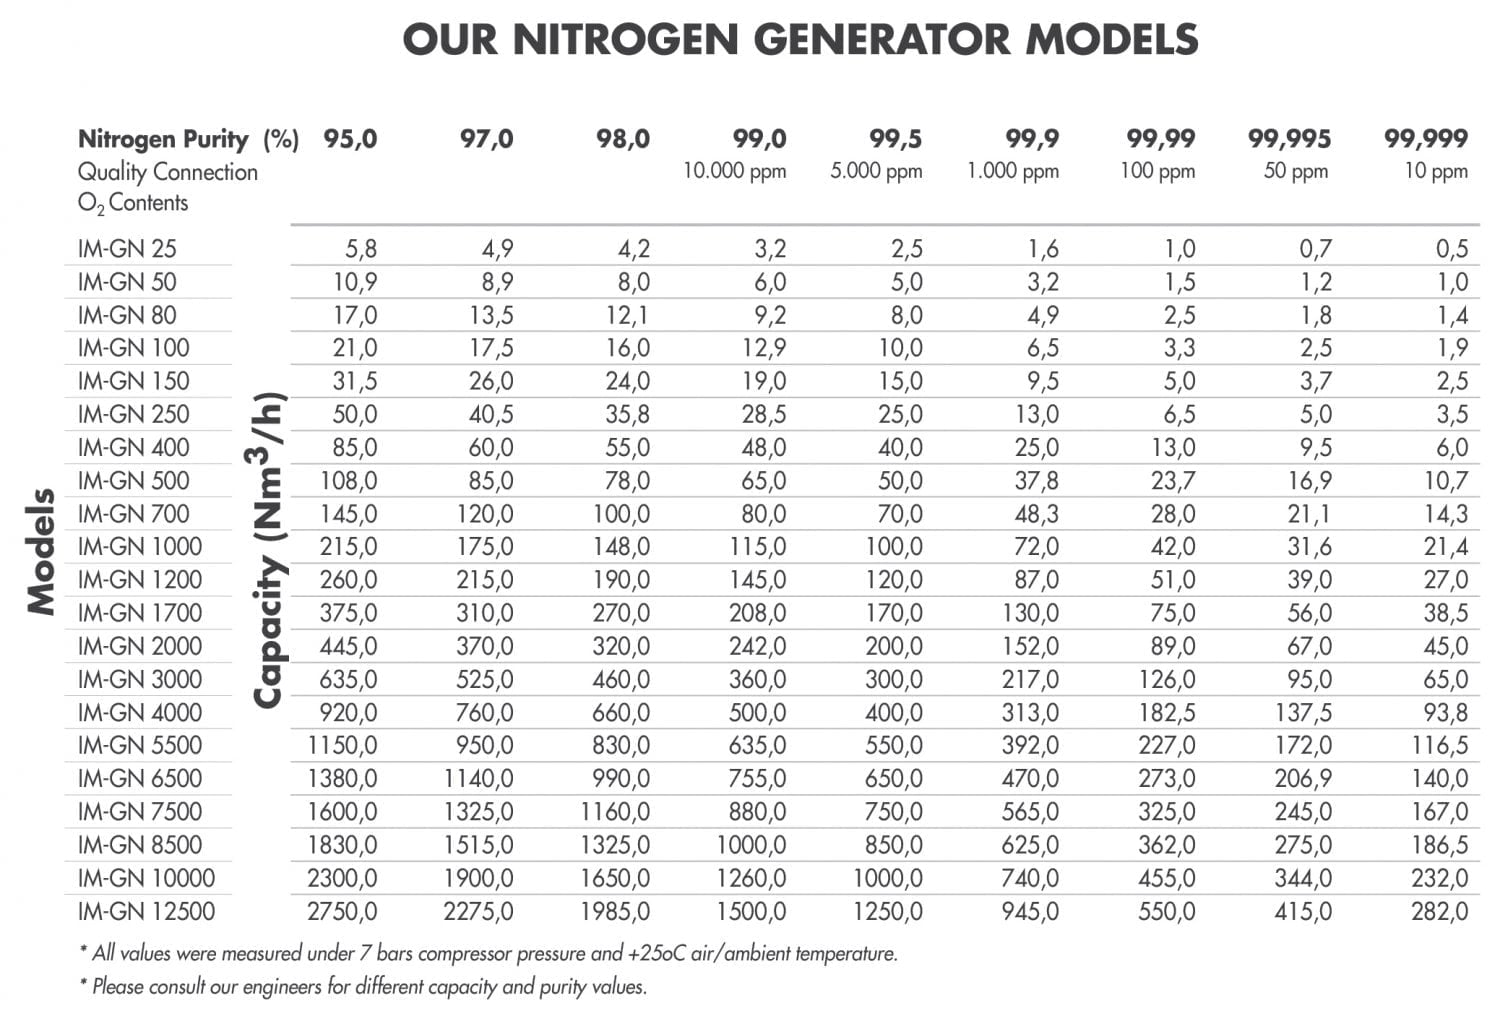 OUR NITROGEN GENERATOR MODELS
Nitrogen Purity (%) 95,0 97,0 98,0 99,0 99,5 99,9 99,99 99,995 99,999
Quality Connection 10.000 ppm 5.000 ppm 1.000 ppm 100 ppm 50 ppm 10 ppm
O₂ Contents
Models
Capacity (Nm³/h)
IM-GN 25 5,8 4,9 4,2 3,2 2,5 1,6 1,0 0,7 0,5
IM-GN 50 10,9 8,9 8,0 6,0 5,0 3,2 1,5 1,2 1,0
IM-GN 80 17,0 13,5 12,1 9,2 8,0 4,9 2,5 1,8 1,4
IM-GN 100 21,0 17,5 16,0 12,9 10,0 6,5 3,3 2,5 1,9
IM-GN 150 31,5 26,0 24,0 19,0 15,0 9,5 5,0 3,7 2,5
IM-GN 250 50,0 40,5 35,8 28,5 25,0 13,0 6,5 5,0 3,5
IM-GN 400 85,0 60,0 55,0 48,0 40,0 25,0 13,0 9,5 6,0
IM-GN 500 108,0 85,0 78,0 65,0 50,0 37,8 23,7 16,9 10,7
IM-GN 700 145,0 120,0 100,0 80,0 70,0 48,3 28,0 21,1 14,3
IM-GN 1000 215,0 175,0 148,0 115,0 100,0 72,0 42,0 31,6 21,4
IM-GN 1200 260,0 215,0 190,0 145,0 120,0 87,0 51,0 39,0 27,0
IM-GN 1700 375,0 310,0 270,0 208,0 170,0 130,0 75,0 56,0 38,5
IM-GN 2000 445,0 370,0 320,0 242,0 200,0 152,0 89,0 67,0 45,0
IM-GN 3000 635,0 525,0 460,0 360,0 300,0 217,0 126,0 95,0 65,0
IM-GN 4000 920,0 760,0 660,0 500,0 400,0 313,0 182,5 137,5 93,8
IM-GN 5500 1150,0 950,0 830,0 635,0 550,0 392,0 227,0 172,0 116,5
IM-GN 6500 1380,0 1140,0 990,0 755,0 650,0 470,0 273,0 206,9 140,0
IM-GN 7500 1600,0 1325,0 1160,0 880,0 750,0 565,0 325,0 245,0 167,0
IM-GN 8500 1830,0 1515,0 1325,0 1000,0 850,0 625,0 362,0 275,0 186,5
IM-GN 10000 2300,0 1900,0 1650,0 1260,0 1000,0 740,0 455,0 344,0 232,0
IM-GN 12500 2750,0 2275,0 1985,0 1500,0 1250,0 945,0 550,0 415,0 282,0
* All values were measured under 7 bars compressor pressure and +25oC air/ambient temperature.
* Please consult our engineers for different capacity and purity values.